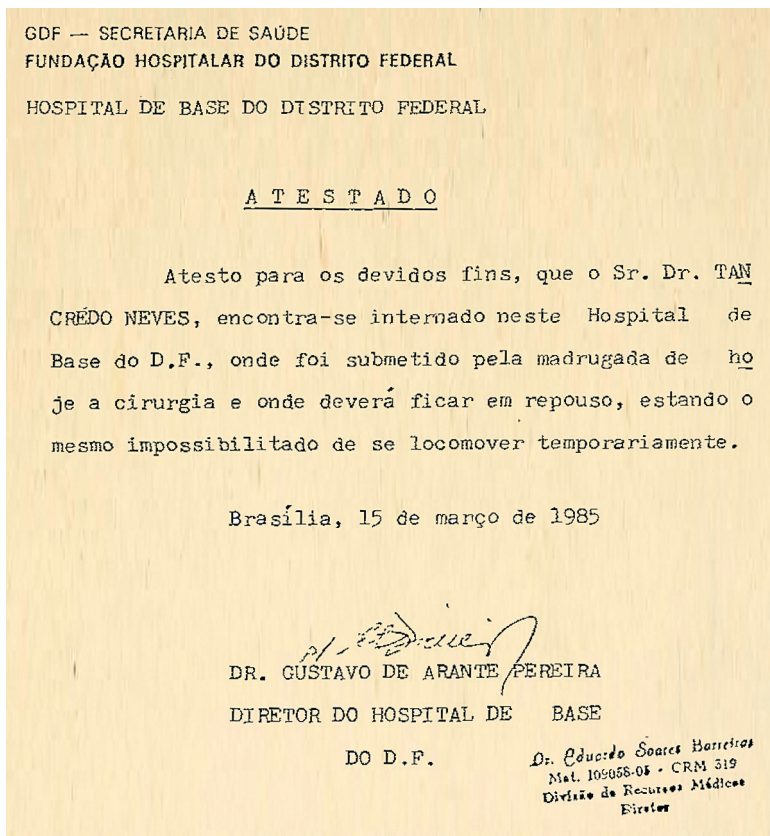 GDF — SECRETARIA DE SAÚDE
FUNDAÇÃO HOSPITALAR DO DISTRITO FEDERAL
HOSPITAL DE BASE DO DISTRITO FEDERAL
A T E S T A D O
Atesto para os devidos fins, que o Sr. Dr. TAN
CRÊDO NEVES, encontra-se internado neste Hospital de
Base do D.F., onde foi submetido pela madrugada de ho
je a cirurgia e onde deverá ficar em repouso, estando o
mesmo impossibilitado de se locomover temporariamente.
Brasília, 15 de março de 1985
p/.
DR. GUSTAVO DE ARANTE PEREIRA
DIRETOR DO HOSPITAL DE BASE
DO D.F.
Dr. Eduardo Soares Barreiros
Mat. 109058-05 - CRM 319
Divisão de Recursos Médicos
Diretor